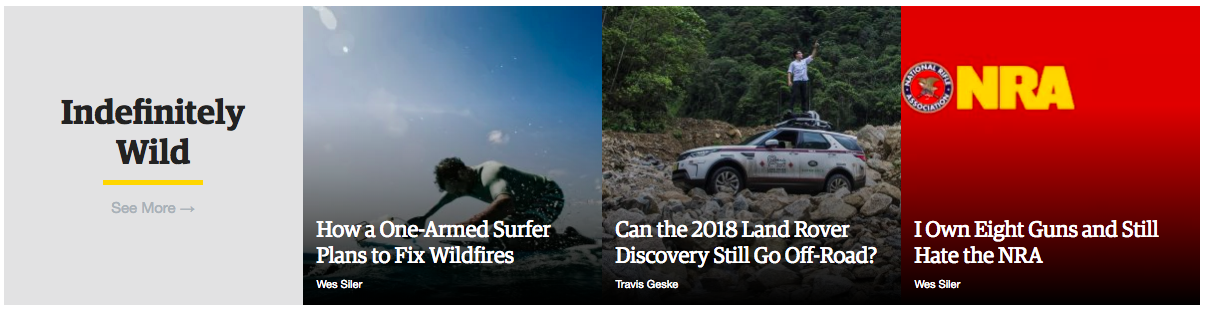 Indefinitely
Wild
See More →
How a One-Armed Surfer
Plans to Fix Wildfires
Wes Siler
Can the 2018 Land Rover
Discovery Still Go Off-Road?
Travis Geske
NATIONAL RIFLE
ASSOCIATION
NRA
I Own Eight Guns and Still
Hate the NRA
Wes Siler